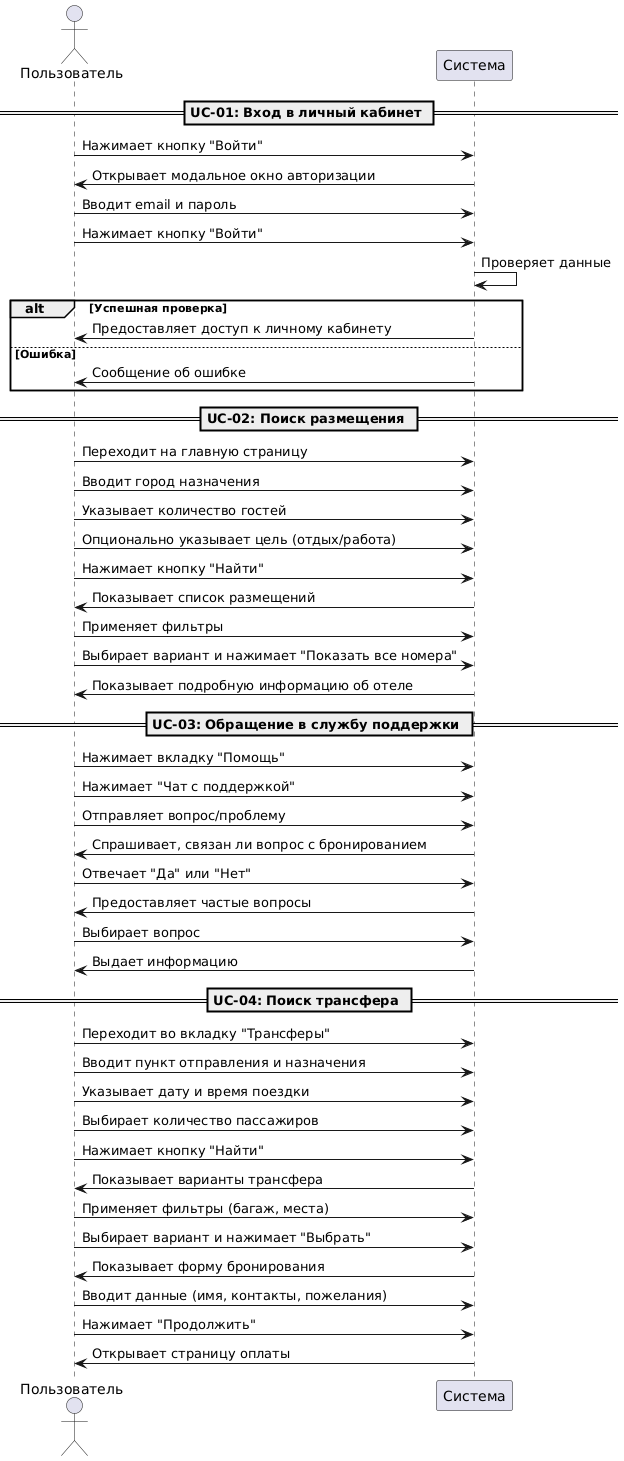 Пользователь
Система
UC-01: Вход в личный кабинет
Нажимает кнопку "Войти"
Открывает модальное окно авторизации
Вводит email и пароль
Нажимает кнопку "Войти"
Проверяет данные
alt [Успешная проверка]
Предоставляет доступ к личному кабинету
[Ошибка]
Сообщение об ошибке
UC-02: Поиск размещения
Переходит на главную страницу
Вводит город назначения
Указывает количество гостей
Опционально указывает цель (отдых/работа)
Нажимает кнопку "Найти"
Показывает список размещений
Применяет фильтры
Выбирает вариант и нажимает "Показать все номера"
Показывает подробную информацию об отеле
UC-03: Обращение в службу поддержки
Нажимает вкладку "Помощь"
Нажимает "Чат с поддержкой"
Отправляет вопрос/проблему
Спрашивает, связан ли вопрос с бронированием
Отвечает "Да" или "Нет"
Предоставляет частые вопросы
Выбирает вопрос
Выдает информацию
UC-04: Поиск трансфера
Переходит во вкладку "Трансферы"
Вводит пункт отправления и назначения
Указывает дату и время поездки
Выбирает количество пассажиров
Нажимает кнопку "Найти"
Показывает варианты трансфера
Применяет фильтры (багаж, места)
Выбирает вариант и нажимает "Выбрать"
Показывает форму бронирования
Вводит данные (имя, контакты, пожелания)
Нажимает "Продолжить"
Открывает страницу оплаты
Пользователь
Система